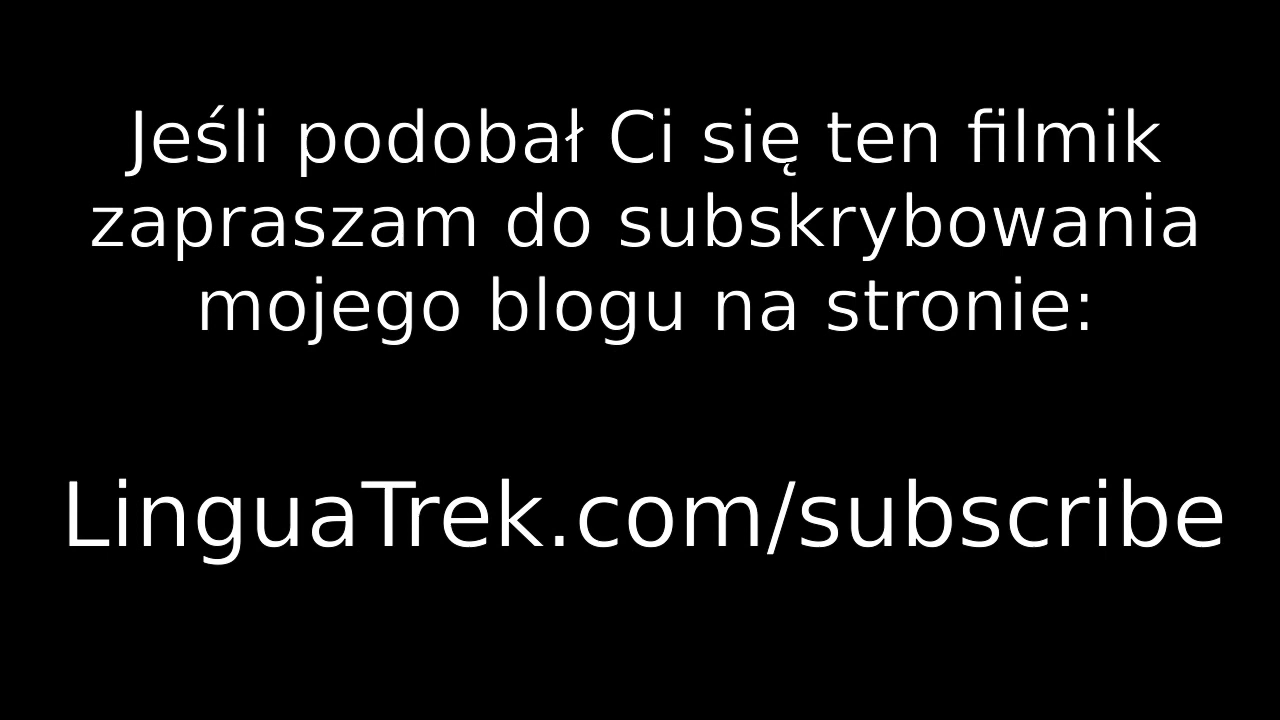 Jeśli podobał Ci się ten filmik
zapraszam do subskrybowania
mojego blogu na stronie:
LinguaTrek.com/subscribe